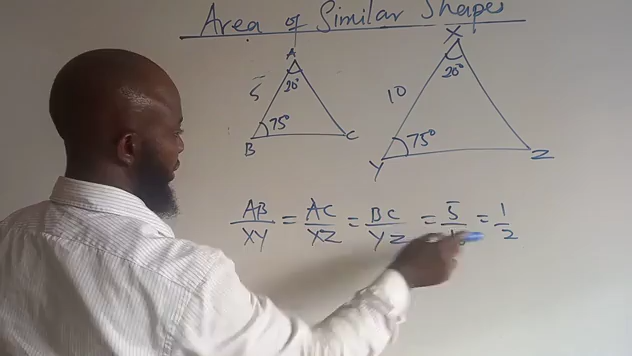 Area of Similar Shapes
A
20°
5
75°
B
C
X
20°
10
75°
Y
Z
AB/XY = AC/XZ = BC/YZ = 5/10 = 1/2